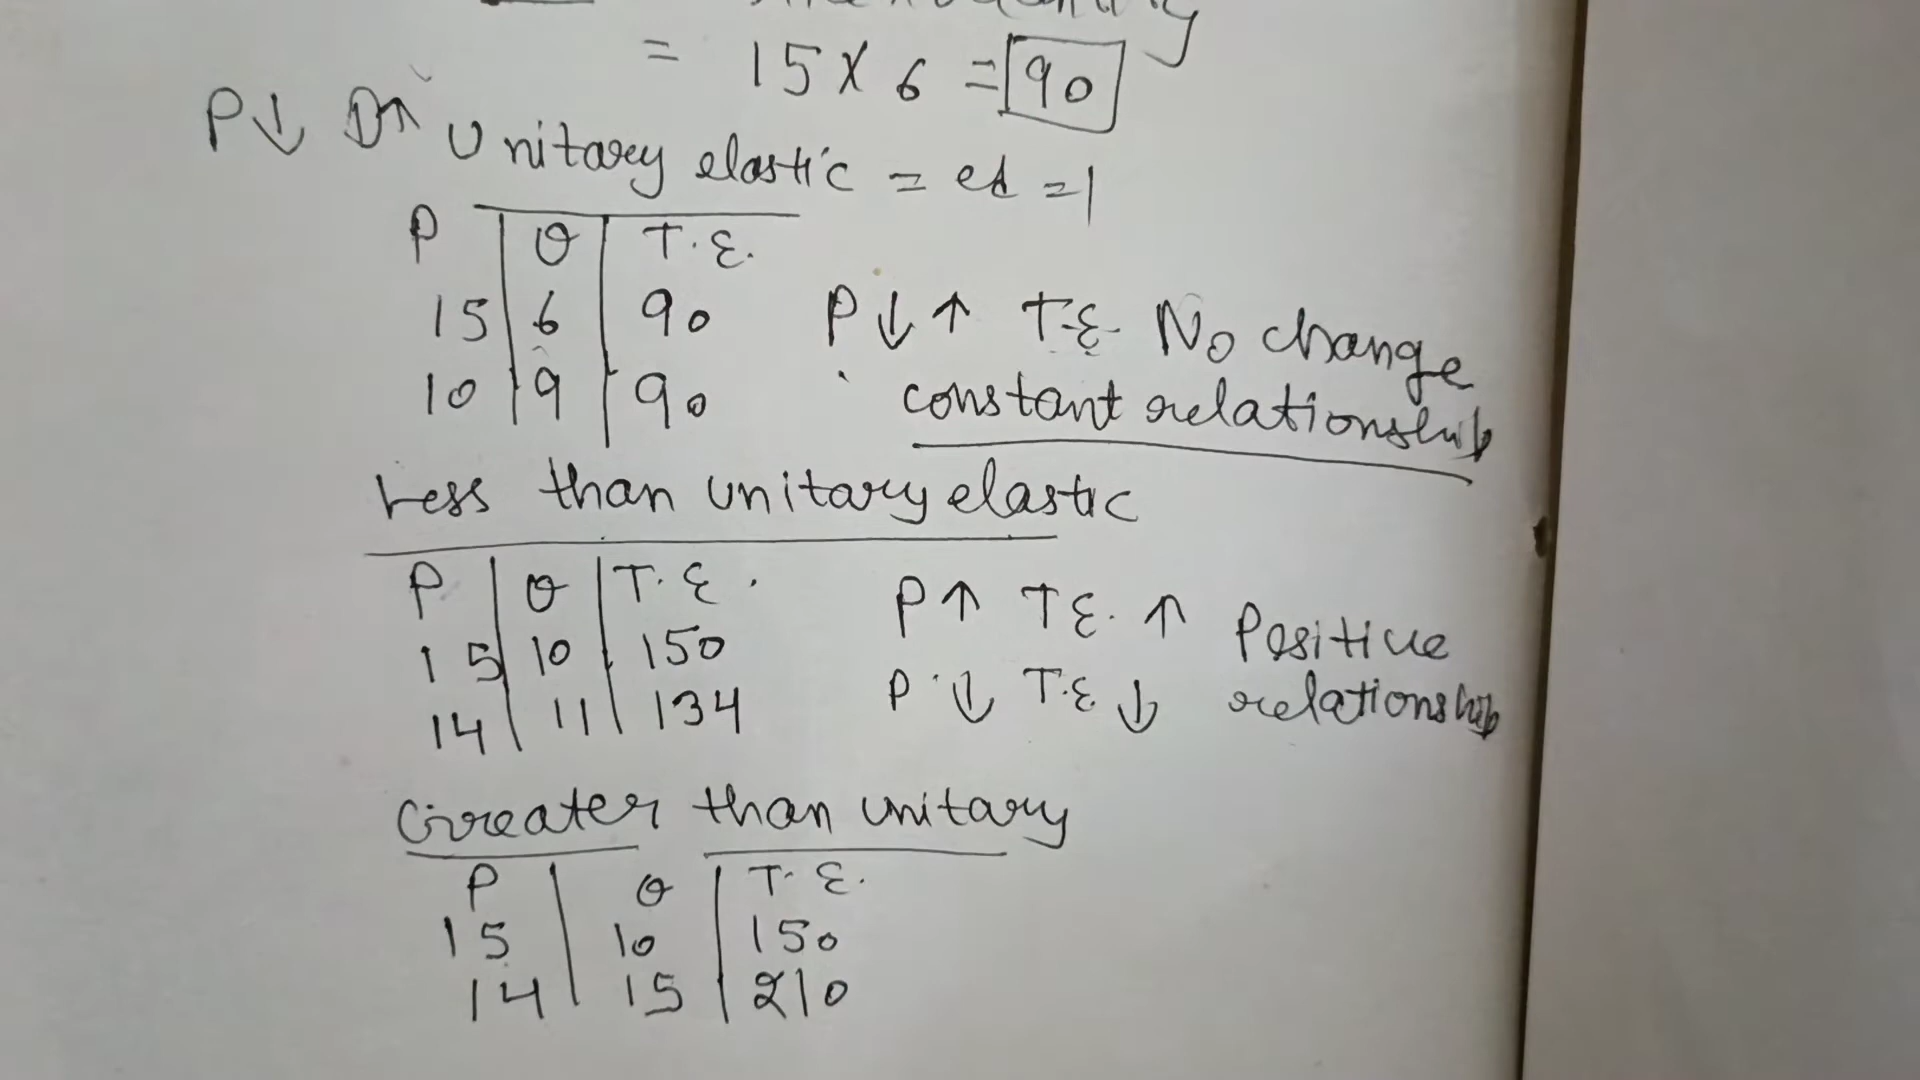 = 15 X 6 = 90
P↓ D↑ Unitary elastic = ed = 1
P Q T.E.
15 6 90
10 9 90
P↓↑ T.E. No change
constant relationship
Less than unitary elastic
P Q T.E.
15 10 150
14 11 134
P↑ T.E.↑ Positive
P↓ T.E↓ relationship
Greater than unitary
P Q T.E.
15 10 150
14 15 210